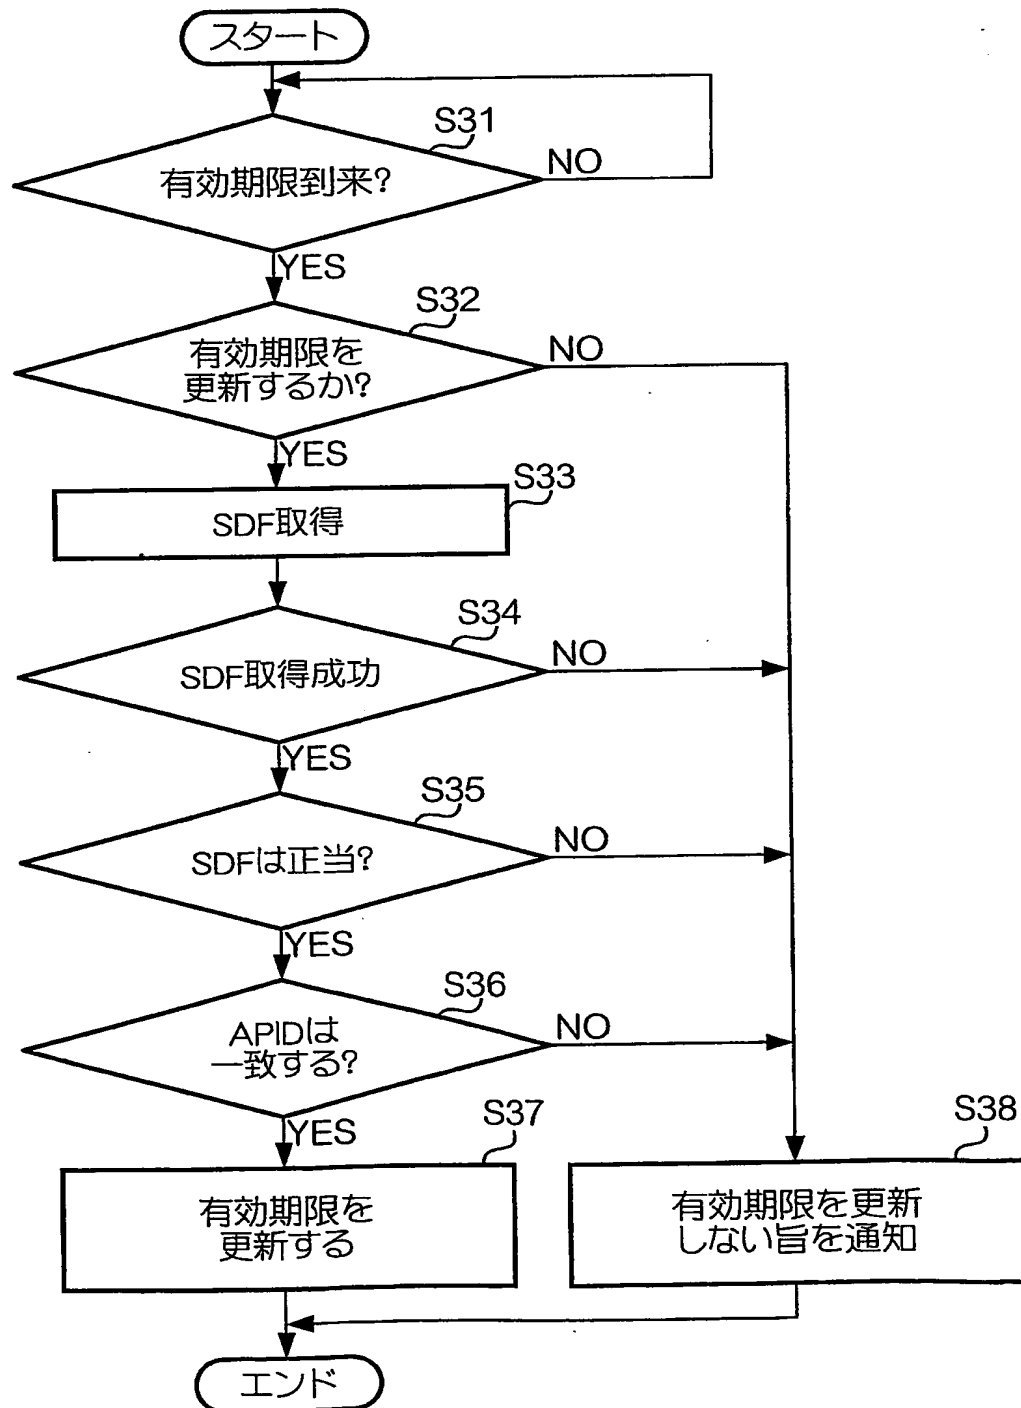 スタート
S31
有効期限到来?
NO
YES
S32
有効期限を
更新するか?
NO
YES
S33
SDF取得
S34
SDF取得成功
NO
YES
S35
SDFは正当?
NO
YES
S36
APIDは
一致する?
NO
YES
S37
有効期限を
更新する
S38
有効期限を更新
しない旨を通知
エンド